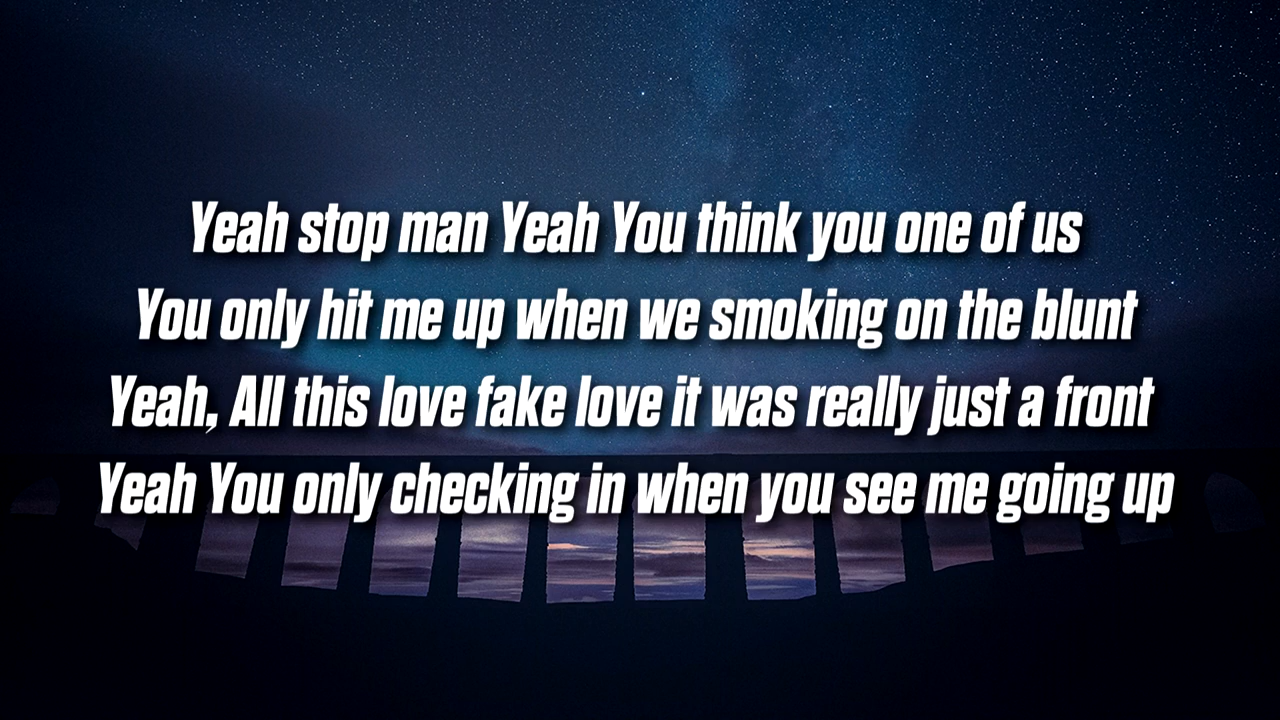 Yeah stop man Yeah You think you one of us
You only hit me up when we smoking on the blunt
Yeah, All this love fake love it was really just a front
Yeah You only checking in when you see me going up